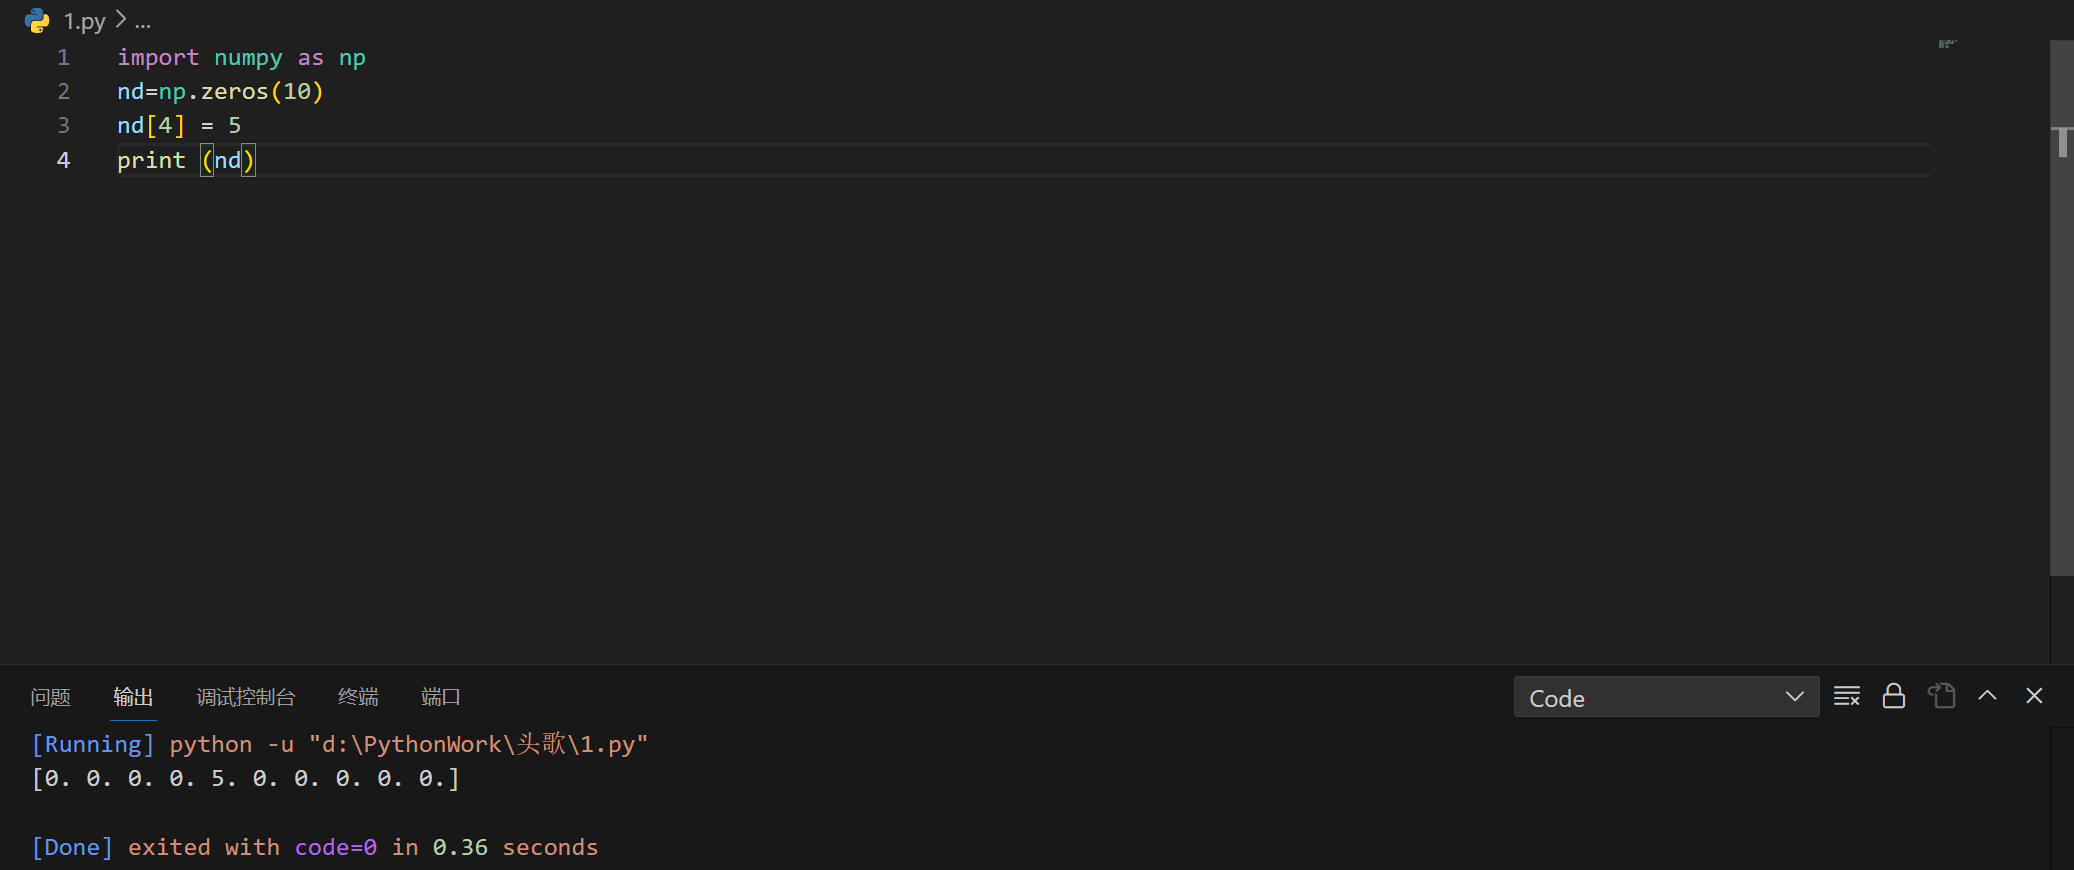 1.py > ...
1 import numpy as np
2 nd=np.zeros(10)
3 nd[4] = 5
4 print (nd)
问题 输出 调试控制台 终端 端口 Code
[Running] python -u "d:\PythonWork\头歌\1.py"
[0. 0. 0. 0. 5. 0. 0. 0. 0. 0.]
[Done] exited with code=0 in 0.36 seconds